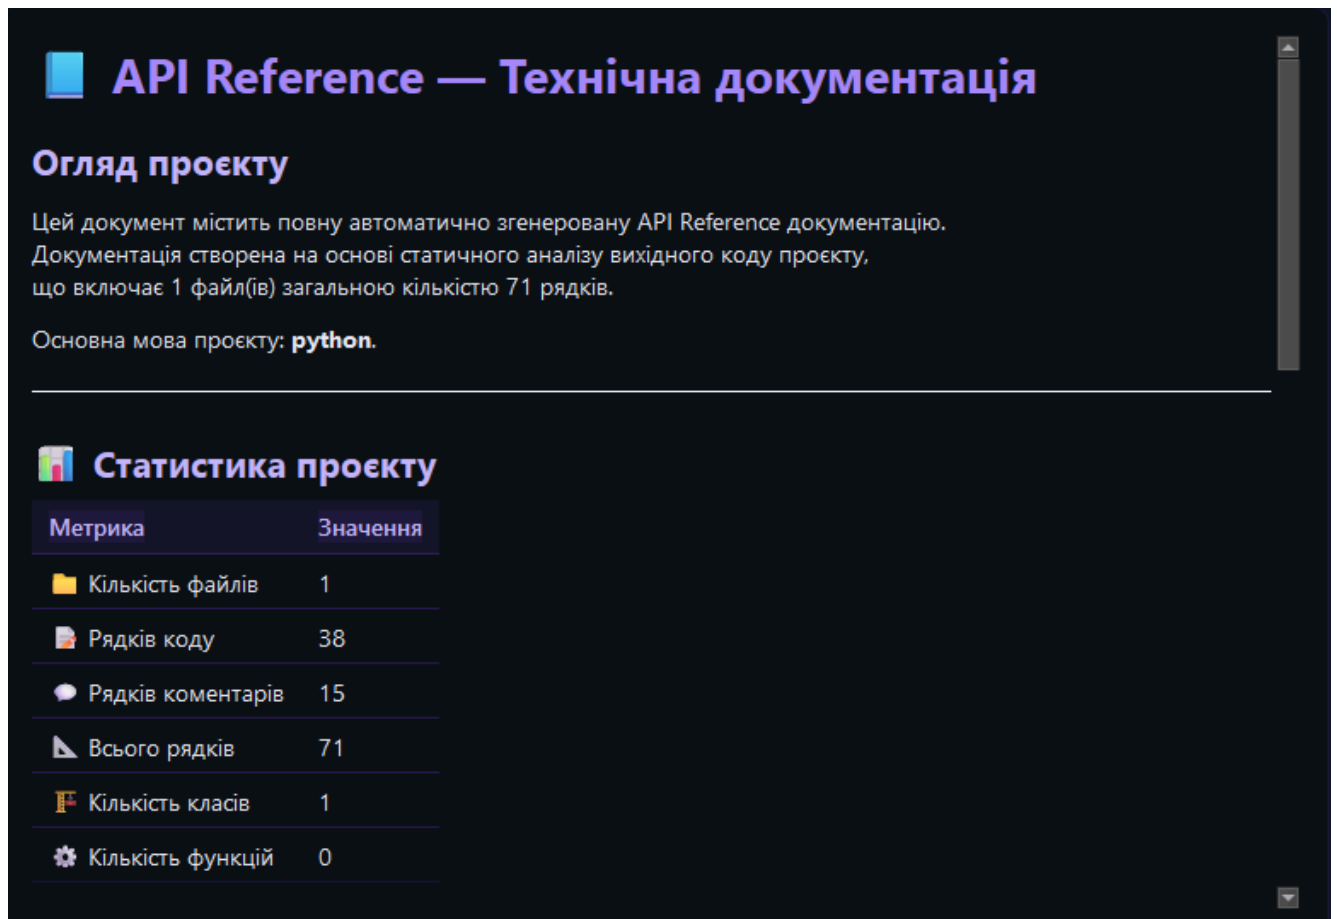 API Reference — Технічна документація
Огляд проєкту
Цей документ містить повну автоматично згенеровану API Reference документацію.
Документація створена на основі статичного аналізу вихідного коду проєкту,
що включає 1 файл(ів) загальною кількістю 71 рядків.
Основна мова проєкту: python.
Статистика проєкту
Метрика Значення
Кількість файлів 1
Рядків коду 38
Рядків коментарів 15
Всього рядків 71
Кількість класів 1
Кількість функцій 0